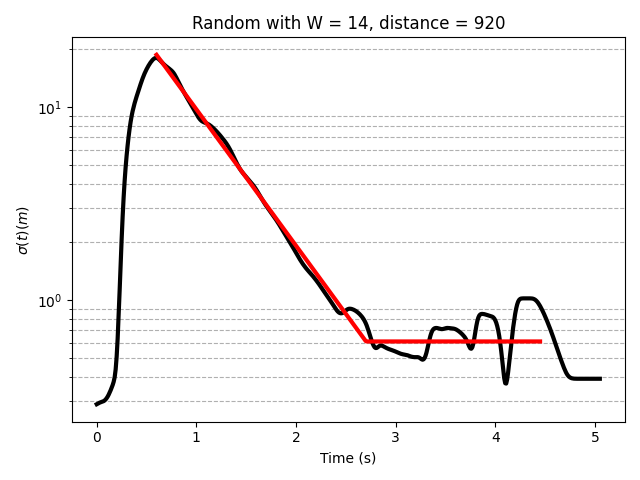 Random with W = 14, distance = 920
10¹
10⁰
σ(t)(m)
0 1 2 3 4 5
Time (s)